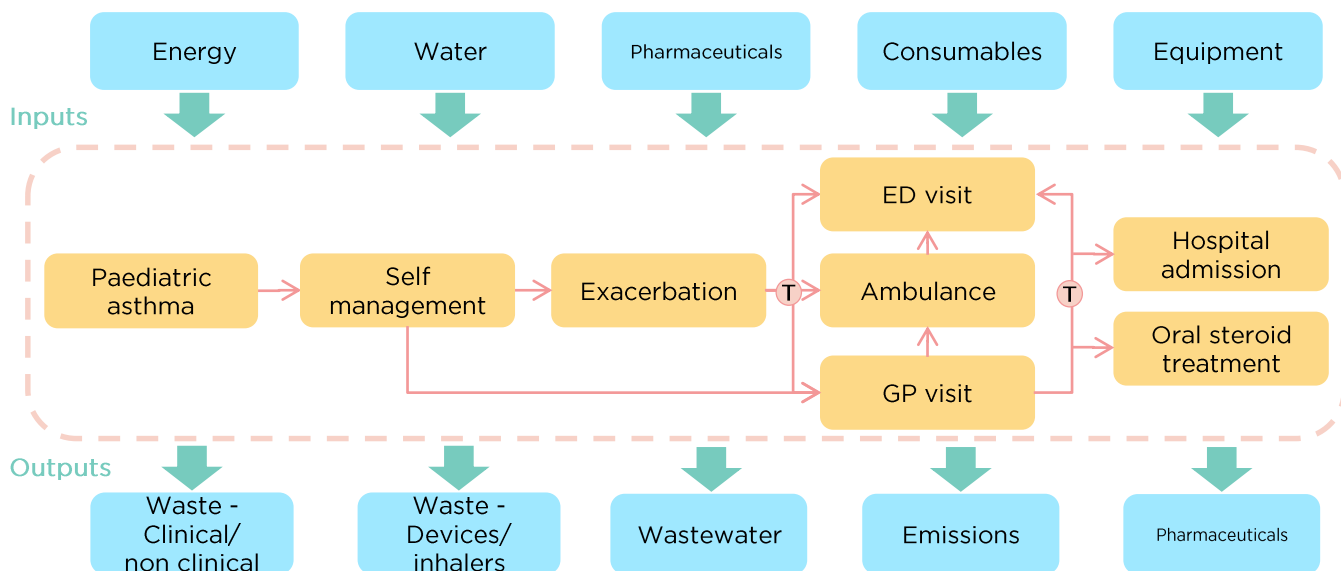 Energy
Water
Pharmaceuticals
Consumables
Equipment
Inputs
ED visit
Paediatric
asthma
Self
management
Exacerbation
T
Ambulance
GP visit
T
Hospital
admission
Oral steroid
treatment
Outputs
Waste -
Clinical/
non clinical
Waste -
Devices/
inhalers
Wastewater
Emissions
Pharmaceuticals